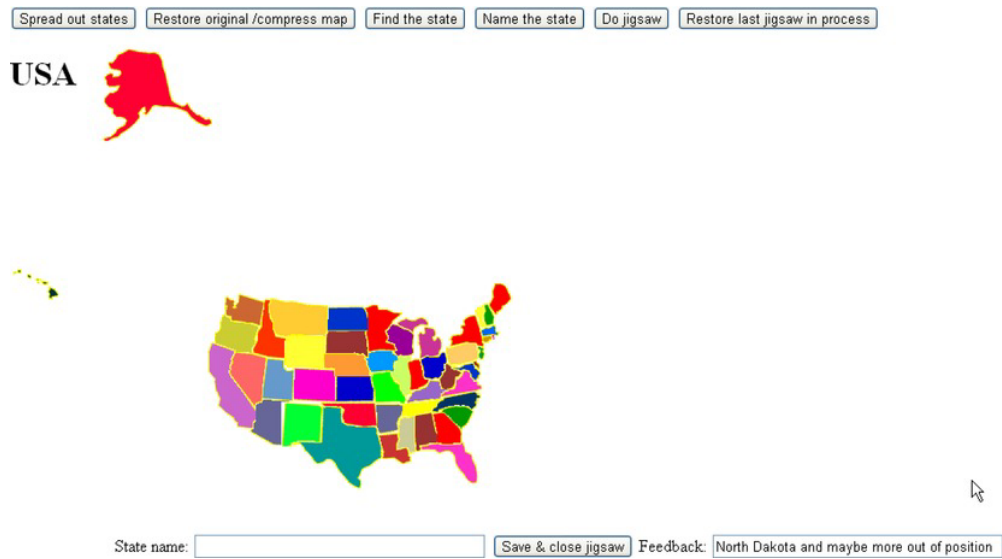 Spread out states Restore original /compress map Find the state Name the state Do jigsaw Restore last jigsaw in process
USA
State name: Save & close jigsaw Feedback: North Dakota and maybe more out of position